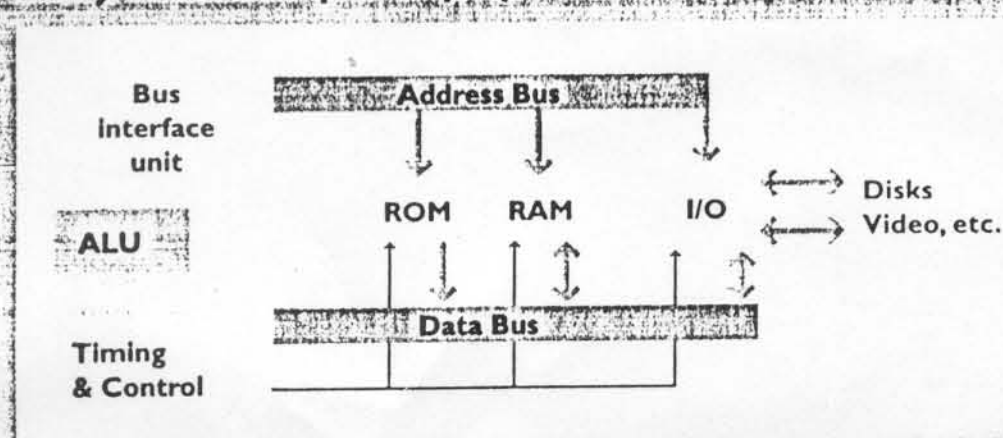 Bus
interface
unit
Address Bus
ROM
RAM
I/O
Disks
Video, etc.
ALU
Data Bus
Timing
& Control